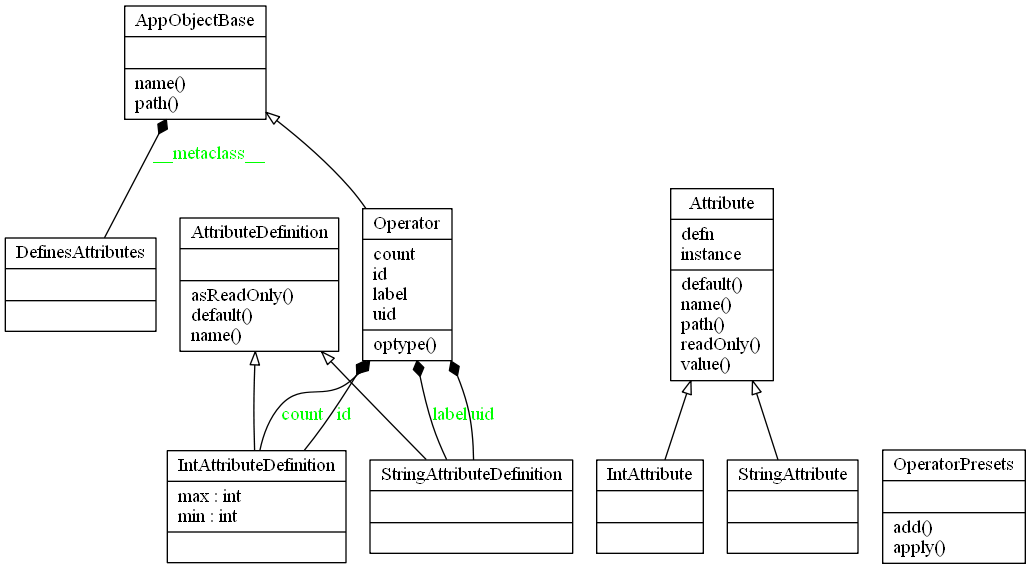 AppObjectBase
name()
path()
__metaclass__
DefinesAttributes
AttributeDefinition
asReadOnly()
default()
name()
Operator
count
id
label
uid
optype()
Attribute
defn
instance
default()
name()
path()
readOnly()
value()
count
id
label
uid
IntAttributeDefinition
max : int
min : int
StringAttributeDefinition
IntAttribute
StringAttribute
OperatorPresets
add()
apply()